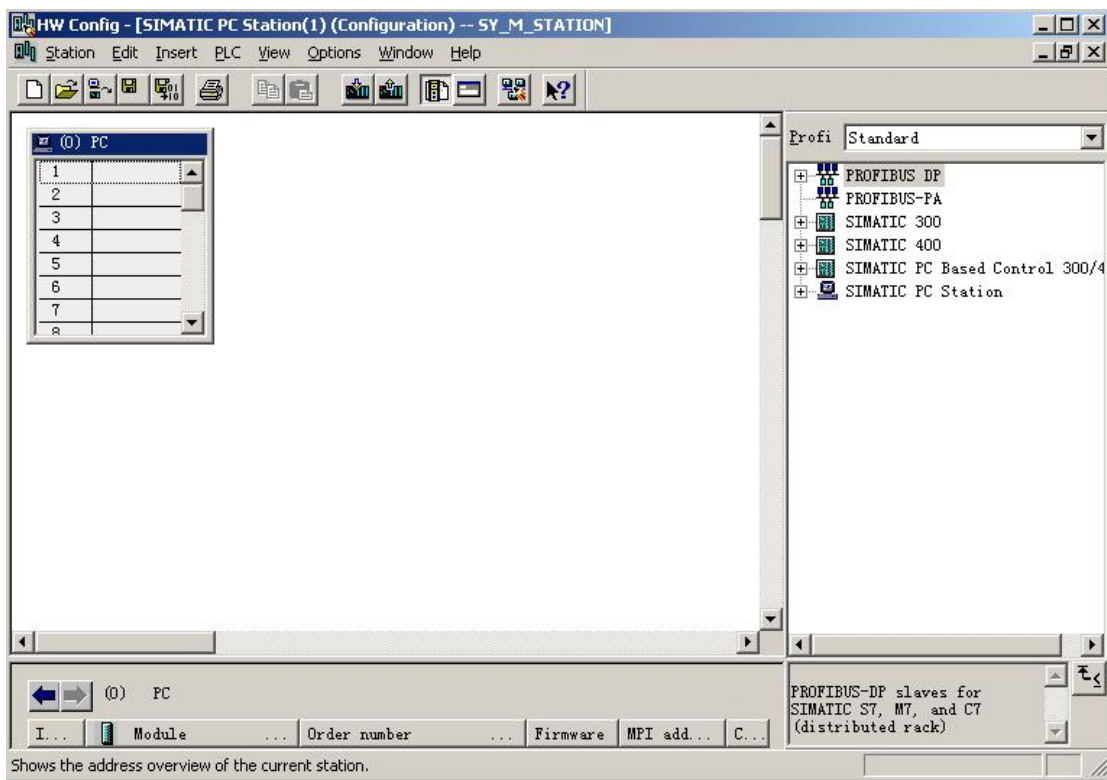 HW Config - [SIMATIC PC Station(1) (Configuration) -- SY_M_STATION]
Station Edit Insert PLC View Options Window Help
(0) PC
1
2
3
4
5
6
7
8
Profi Standard
PROFIBUS DP
PROFIBUS-PA
SIMATIC 300
SIMATIC 400
SIMATIC PC Based Control 300/4
SIMATIC PC Station
(0) PC
I... Module ... Order number ... Firmware MPI add... C...
PROFIBUS-DP slaves for
SIMATIC S7, M7, and C7
(distributed rack)
Shows the address overview of the current station.